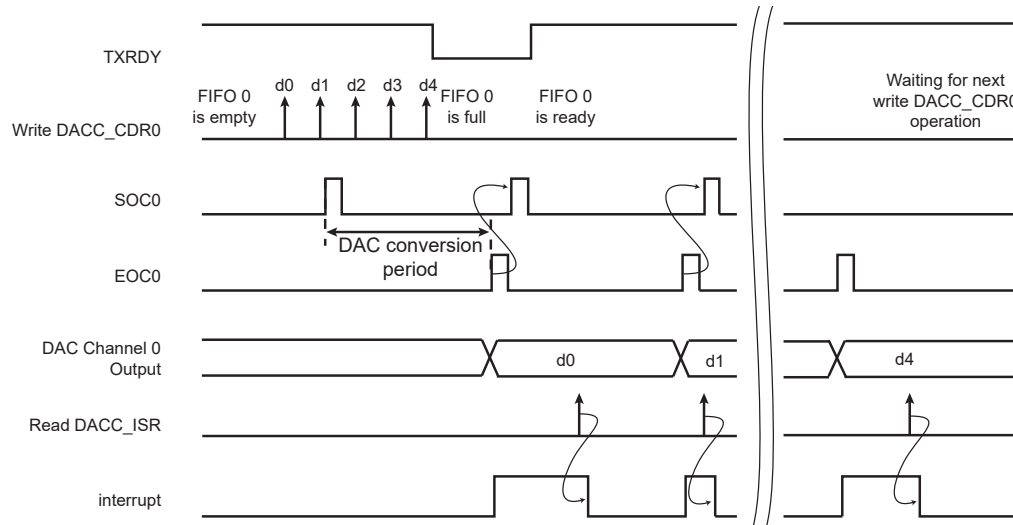 TXRDY
d0 d1 d2 d3 d4
FIFO 0
is empty
FIFO 0
is full
FIFO 0
is ready
Waiting for next
write DACC_CDR0
operation
Write DACC_CDR0
SOC0
DAC conversion
period
EOC0
DAC Channel 0
Output
d0
d1
d4
Read DACC_ISR
interrupt